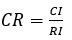 CR = CI/RI